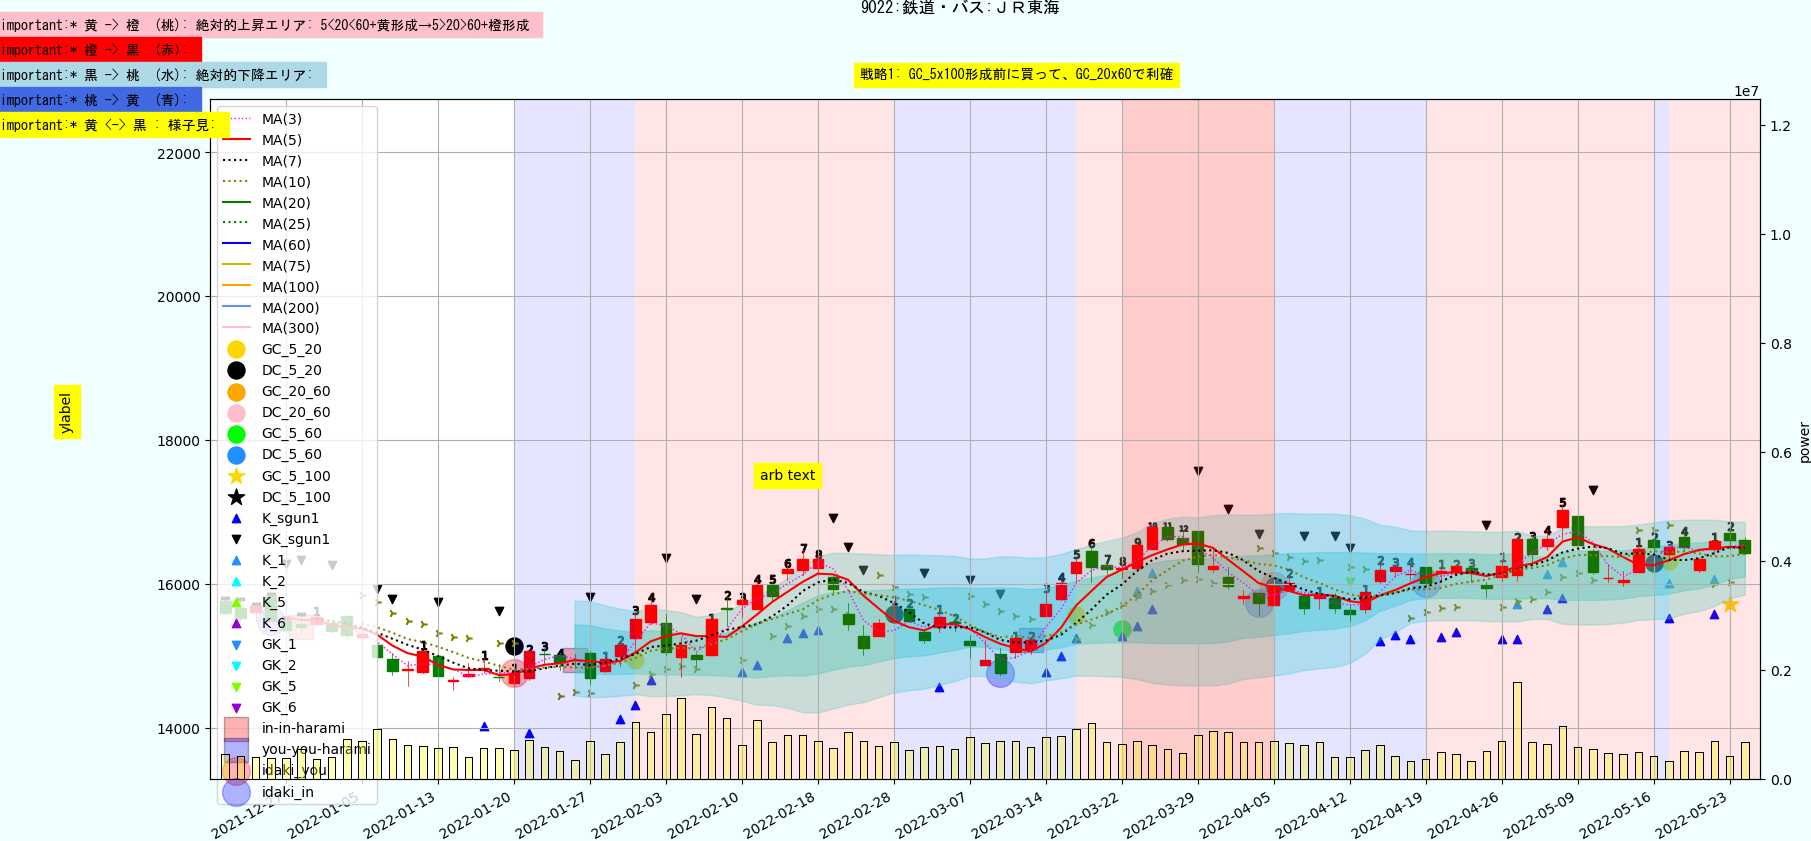 9022:鉄道・バス:ＪＲ東海
important:* 黄 -> 橙 (桃): 絶対的上昇エリア: 5<20<60+黄形成→5>20>60+橙形成
important:* 橙 -> 黒 (赤):
important:* 黒 -> 桃 (水): 絶対的下降エリア:
戦略1: GC_5x100形成前に買って、GC_20x60で利確
important:* 桃 -> 黄 (青):
important:* 黄 <-> 黒 : 様子見:
1e7
MA(3)
MA(5)
MA(7)
MA(10)
MA(20)
MA(25)
MA(60)
MA(75)
MA(100)
MA(200)
MA(300)
GC_5_20
DC_5_20
GC_20_60
DC_20_60
GC_5_60
DC_5_60
GC_5_100
DC_5_100
K_sgun1
GK_sgun1
K_1
K_2
K_5
K_6
GK_1
GK_2
GK_5
GK_6
in-in-harami
you-you-harami
idaki_you
idaki_in
22000
20000
18000
16000
14000
ylabel
arb text
1.2
1.0
0.8
0.6
0.4
0.2
0.0
power
2021-12-27
2022-01-05
2022-01-13
2022-01-20
2022-01-27
2022-02-03
2022-02-10
2022-02-18
2022-02-28
2022-03-07
2022-03-14
2022-03-22
2022-03-29
2022-04-05
2022-04-12
2022-04-19
2022-04-26
2022-05-09
2022-05-16
2022-05-23